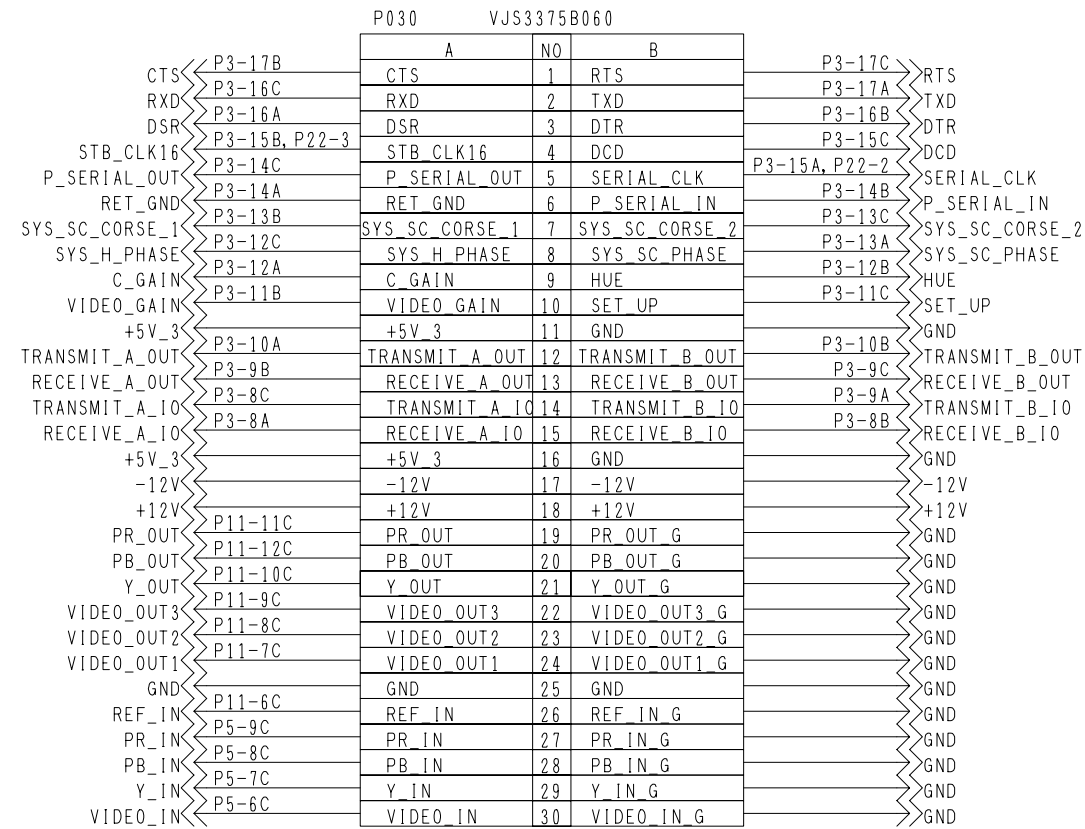 P030 VJS3375B060
A NO B
CTS P3-17B CTS 1 RTS P3-17C RTS
RXD P3-16C RXD 2 TXD P3-17A TXD
DSR P3-16A DSR 3 DTR P3-16B DTR
STB_CLK16 P3-15B, P22-3 STB_CLK16 4 DCD P3-15C DCD
P_SERIAL_OUT P3-14C P_SERIAL_OUT 5 SERIAL_CLK P3-15A, P22-2 SERIAL_CLK
RET_GND P3-14A RET_GND 6 P_SERIAL_IN P3-14B P_SERIAL_IN
SYS_SC_CORSE_1 P3-13B SYS_SC_CORSE_1 7 SYS_SC_CORSE_2 P3-13C SYS_SC_CORSE_2
SYS_H_PHASE P3-12C SYS_H_PHASE 8 SYS_SC_PHASE P3-13A SYS_SC_PHASE
C_GAIN P3-12A C_GAIN 9 HUE P3-12B HUE
VIDEO_GAIN P3-11B VIDEO_GAIN 10 SET_UP P3-11C SET_UP
+5V_3 +5V_3 11 GND GND
TRANSMIT_A_OUT P3-10A TRANSMIT_A_OUT 12 TRANSMIT_B_OUT P3-10B TRANSMIT_B_OUT
RECEIVE_A_OUT P3-9B RECEIVE_A_OUT 13 RECEIVE_B_OUT P3-9C RECEIVE_B_OUT
TRANSMIT_A_IO P3-8C TRANSMIT_A_IO 14 TRANSMIT_B_IO P3-9A TRANSMIT_B_IO
RECEIVE_A_IO P3-8A RECEIVE_A_IO 15 RECEIVE_B_IO P3-8B RECEIVE_B_IO
+5V_3 +5V_3 16 GND GND
-12V -12V 17 -12V -12V
+12V +12V 18 +12V +12V
PR_OUT P11-11C PR_OUT 19 PR_OUT_G GND
PB_OUT P11-12C PB_OUT 20 PB_OUT_G GND
Y_OUT P11-10C Y_OUT 21 Y_OUT_G GND
VIDEO_OUT3 P11-9C VIDEO_OUT3 22 VIDEO_OUT3_G GND
VIDEO_OUT2 P11-8C VIDEO_OUT2 23 VIDEO_OUT2_G GND
VIDEO_OUT1 P11-7C VIDEO_OUT1 24 VIDEO_OUT1_G GND
GND GND 25 GND GND
REF_IN P11-6C REF_IN 26 REF_IN_G GND
PR_IN P5-9C PR_IN 27 PR_IN_G GND
PB_IN P5-8C PB_IN 28 PB_IN_G GND
Y_IN P5-7C Y_IN 29 Y_IN_G GND
VIDEO_IN P5-6C VIDEO_IN 30 VIDEO_IN_G GND